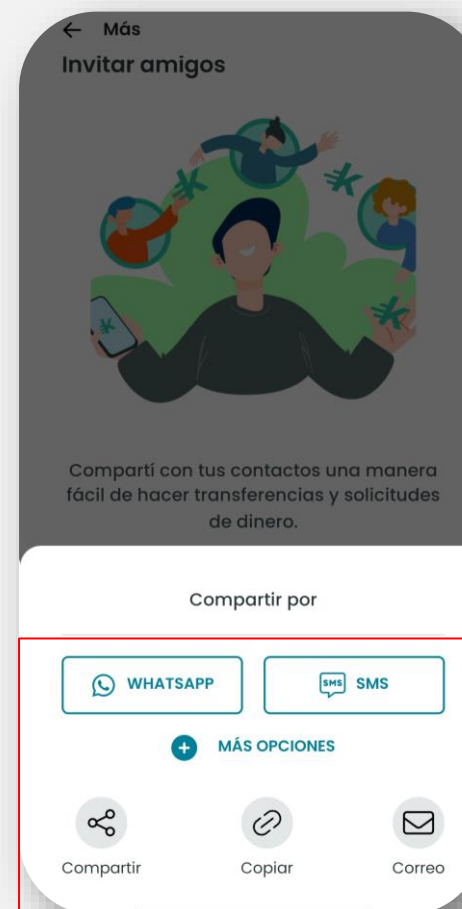 Más
Invitar amigos
Compartí con tus contactos una manera
fácil de hacer transferencias y solicitudes
de dinero.
Compartir por
WHATSAPP
SMS SMS
MÁS OPCIONES
Compartir
Copiar
Correo